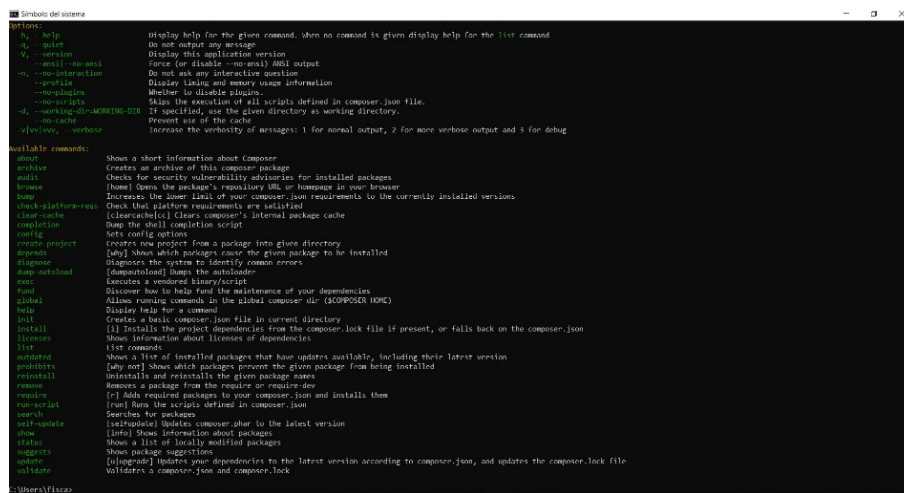 Símbolo del sistema
Options:
-h, --help Display help for the given command. When no command is given display help for the list command
-q, --quiet Do not output any message
-V, --version Display this application version
--ansi|--no-ansi Force (or disable --no-ansi) ANSI output
-n, --no-interaction Do not ask any interactive question
--profile Display timing and memory usage information
--no-plugins Whether to disable plugins.
--no-scripts Skips the execution of all scripts defined in composer.json file.
-d, --working-dir=WORKING-DIR If specified, use the given directory as working directory.
--no-cache Prevent use of the cache
-v|vv|vvv, --verbose Increase the verbosity of messages: 1 for normal output, 2 for more verbose output and 3 for debug
Available commands:
about Shows a short information about Composer
archive Creates an archive of this composer package
audit Checks for security vulnerability advisories for installed packages
browse [home] Opens the package's repository URL or homepage in your browser
bump Increases the lower limit of your composer.json requirements to the currently installed versions
check-platform-reqs Check that platform requirements are satisfied
clear-cache [clearcache|cc] Clears composer's internal package cache
completion Dump the shell completion script
config Sets config options
create-project Creates new project from a package into given directory
depends [why] Shows which packages cause the given package to be installed
diagnose Diagnoses the system to identify common errors
dump-autoload [dumpautoload] Dumps the autoloader
exec Executes a vendored binary/script
fund Discover how to help fund the maintenance of your dependencies
global Allows running commands in the global composer dir ($COMPOSER_HOME)
help Display help for a command
init Creates a basic composer.json file in current directory
install [i] Installs the project dependencies from the composer.lock file if present, or falls back on the composer.json
licenses Shows information about licenses of dependencies
list List commands
outdated Shows a list of installed packages that have updates available, including their latest version
prohibits [why-not] Shows which packages prevent the given package from being installed
reinstall Uninstalls and reinstalls the given package names
remove Removes a package from the require or require-dev
require [r] Adds required packages to your composer.json and installs them
run-script [run] Runs the scripts defined in composer.json
search Searches for packages
self-update [selfupdate] Updates composer.phar to the latest version
show [info] Shows information about packages
status Shows a list of locally modified packages
suggests Shows package suggestions
update [u|upgrade] Updates your dependencies to the latest version according to composer.json, and updates the composer.lock file
validate Validates a composer.json and composer.lock
C:\Users\fisca>